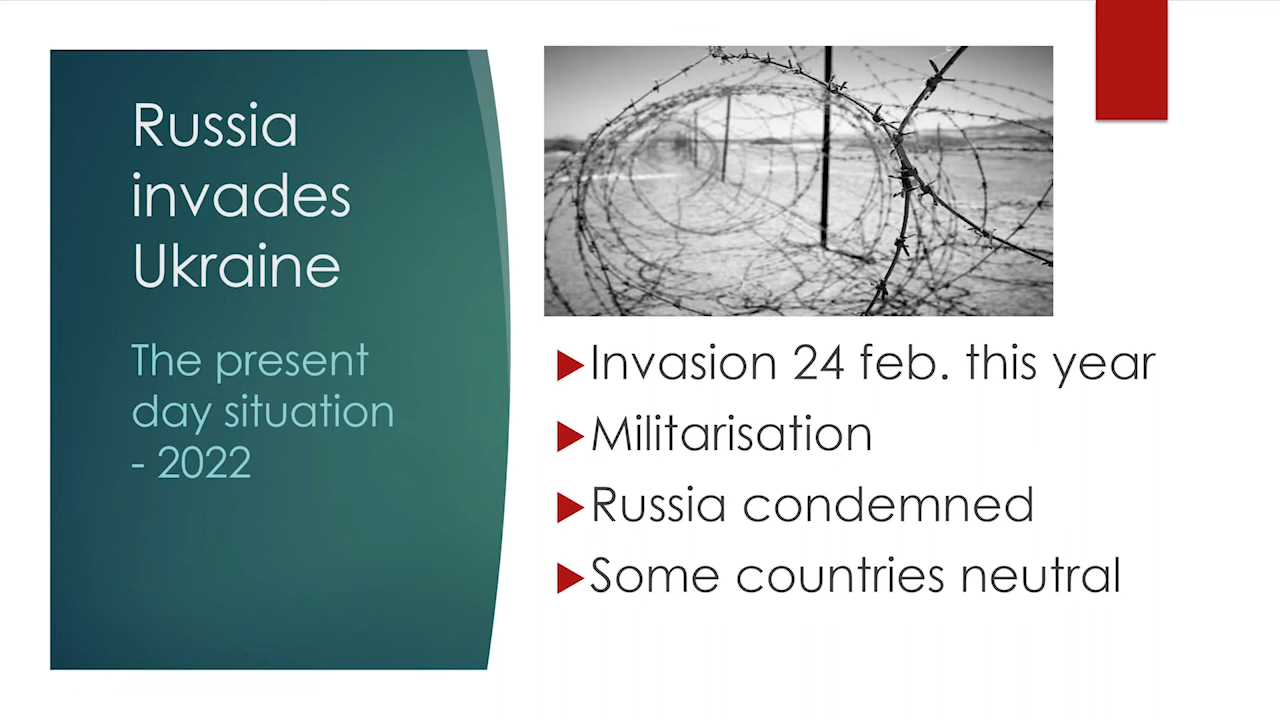 Russia
invades
Ukraine
The present
day situation
- 2022
Invasion 24 feb. this year
Militarisation
Russia condemned
Some countries neutral